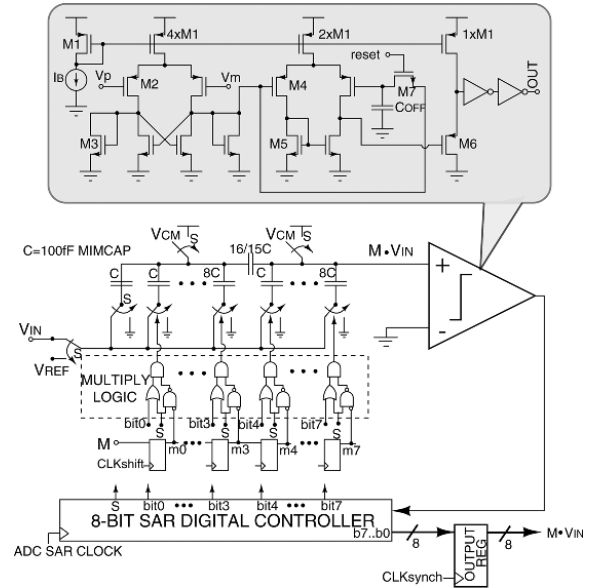 M1
4xM1
2xM1
1xM1
reset
OUT
IB
Vp
M2
Vm
M4
M7
COFF
M3
M5
M6
VCM
S
VCM
S
C=100fF MIMCAP
16/15C
M•VIN
C
C
8C
C
8C
S
+
-
VIN
S
VREF
MULTIPLY
LOGIC
bit0
S
bit3
S
bit4
S
bit7
S
M
m0
m3
m4
m7
CLKshift
S
bit0
bit3
bit4
bit7
8-BIT SAR DIGITAL CONTROLLER
b7..b0
8
ADC SAR CLOCK
OUTPUT
REG
8
M•VIN
CLKsynch